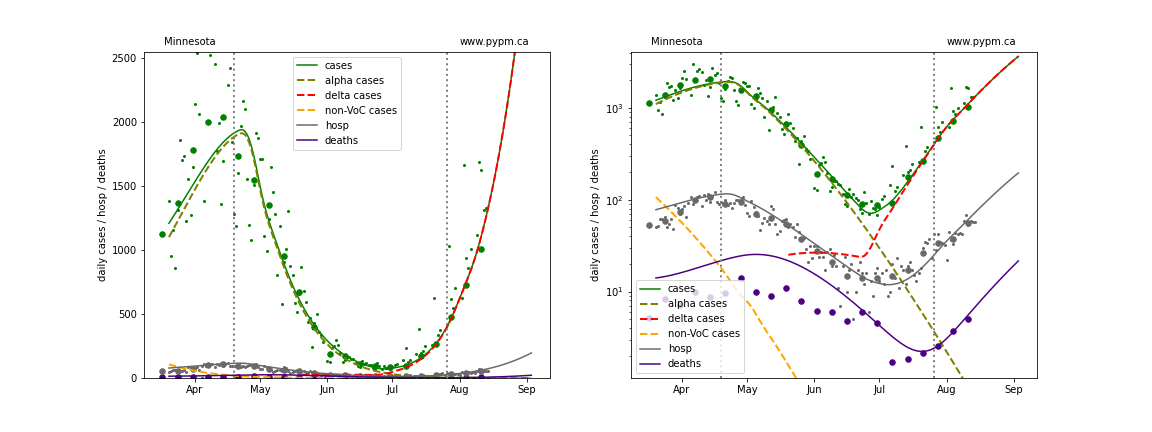 Minnesota www.pypm.ca
2500
2000
1500
1000
500
0
daily cases / hosp / deaths
cases
alpha cases
delta cases
non-VoC cases
hosp
deaths
Apr May Jun Jul Aug Sep
Minnesota www.pypm.ca
10³
10²
10¹
daily cases / hosp / deaths
cases
alpha cases
delta cases
non-VoC cases
hosp
deaths
Apr May Jun Jul Aug Sep